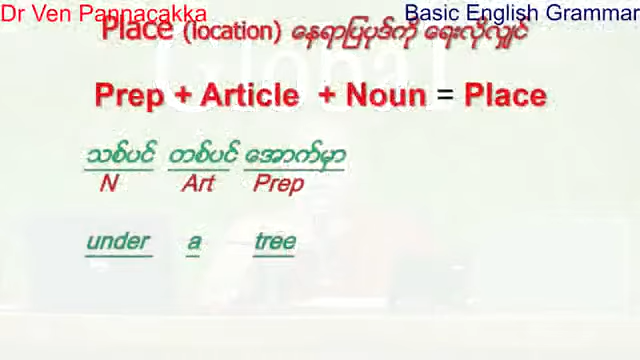 Dr Ven Pannacakka Basic English Grammar
Place (location) နေရာပြပုဒ်ကို ရေးလိုလျှင်
Global
Prep + Article + Noun = Place
သစ်ပင် တစ်ပင် အောက်မှာ
N Art Prep
under a tree